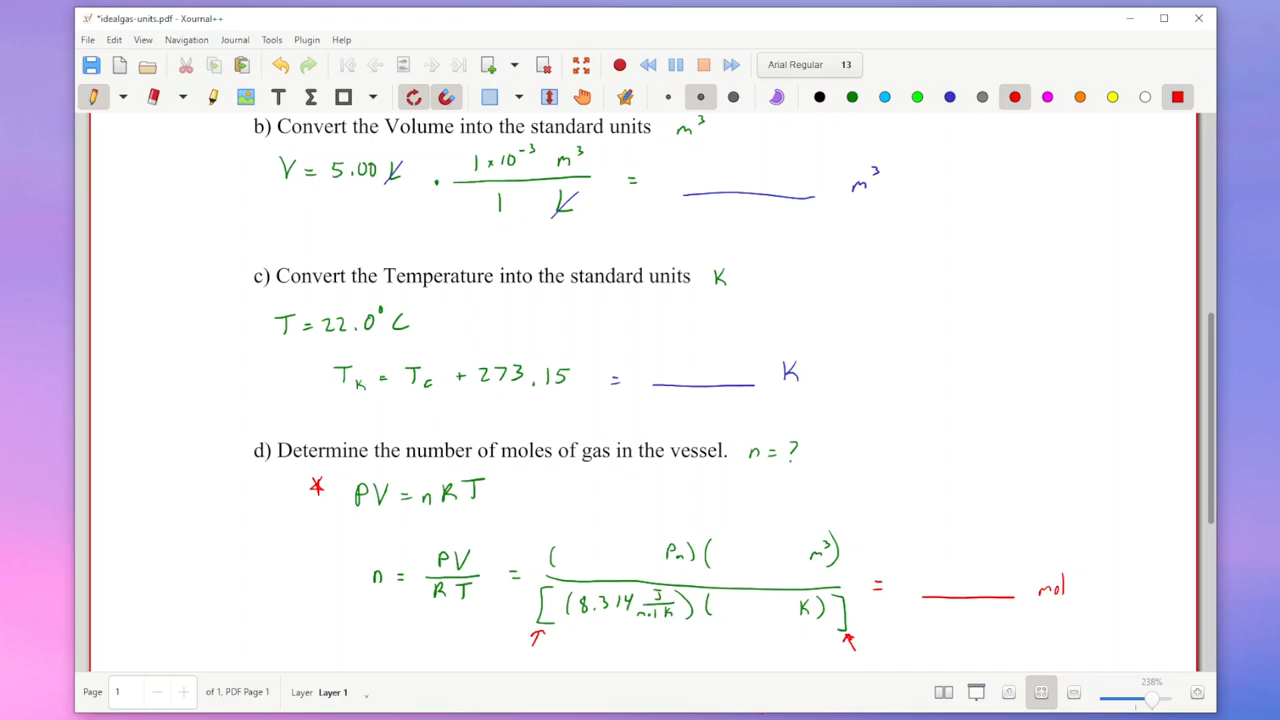 *idealgas-units.pdf - Xournal++
File Edit View Navigation Journal Tools Plugin Help
Arial Regular 13
b) Convert the Volume into the standard units m³
V = 5.00 L · 1×10⁻³ m³ / 1 L = ____ m³
c) Convert the Temperature into the standard units K
T = 22.0°C
T_K = T_C + 273.15 = ____ K
d) Determine the number of moles of gas in the vessel. n = ?
* PV = nRT
n = PV / RT = ( Pa)( m³) / [(8.314 J/mol K)( K)] = ____ mol
238%
Page 1 of 1, PDF Page 1 Layer Layer 1